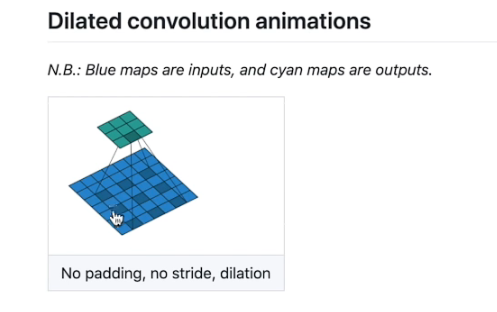 Dilated convolution animations
N.B.: Blue maps are inputs, and cyan maps are outputs.
No padding, no stride, dilation